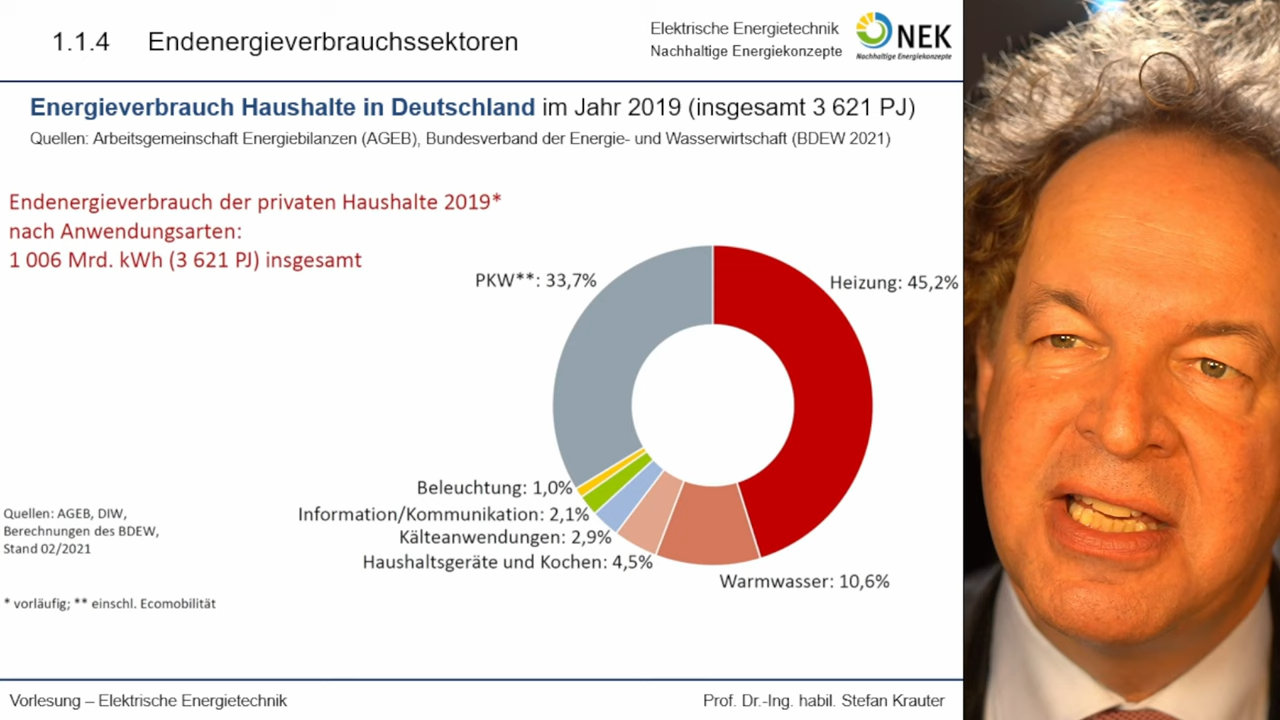 1.1.4 Endenergieverbrauchssektoren
Elektrische Energietechnik
Nachhaltige Energiekonzepte
NEK
Nachhaltige Energiekonzepte
Energieverbrauch Haushalte in Deutschland im Jahr 2019 (insgesamt 3 621 PJ)
Quellen: Arbeitsgemeinschaft Energiebilanzen (AGEB), Bundesverband der Energie- und Wasserwirtschaft (BDEW 2021)
Endenergieverbrauch der privaten Haushalte 2019*
nach Anwendungsarten:
1 006 Mrd. kWh (3 621 PJ) insgesamt
PKW**: 33,7%
Heizung: 45,2%
Beleuchtung: 1,0%
Information/Kommunikation: 2,1%
Kälteanwendungen: 2,9%
Haushaltsgeräte und Kochen: 4,5%
Warmwasser: 10,6%
Quellen: AGEB, DIW,
Berechnungen des BDEW,
Stand 02/2021
* vorläufig; ** einschl. Ecomobilität
Vorlesung – Elektrische Energietechnik
Prof. Dr.-Ing. habil. Stefan Krauter